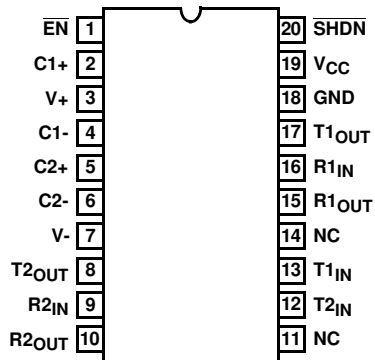 EN 1 20 SHDN
C1+ 2 19 VCC
V+ 3 18 GND
C1- 4 17 T1OUT
C2+ 5 16 R1IN
C2- 6 15 R1OUT
V- 7 14 NC
T2OUT 8 13 T1IN
R2IN 9 12 T2IN
R2OUT 10 11 NC